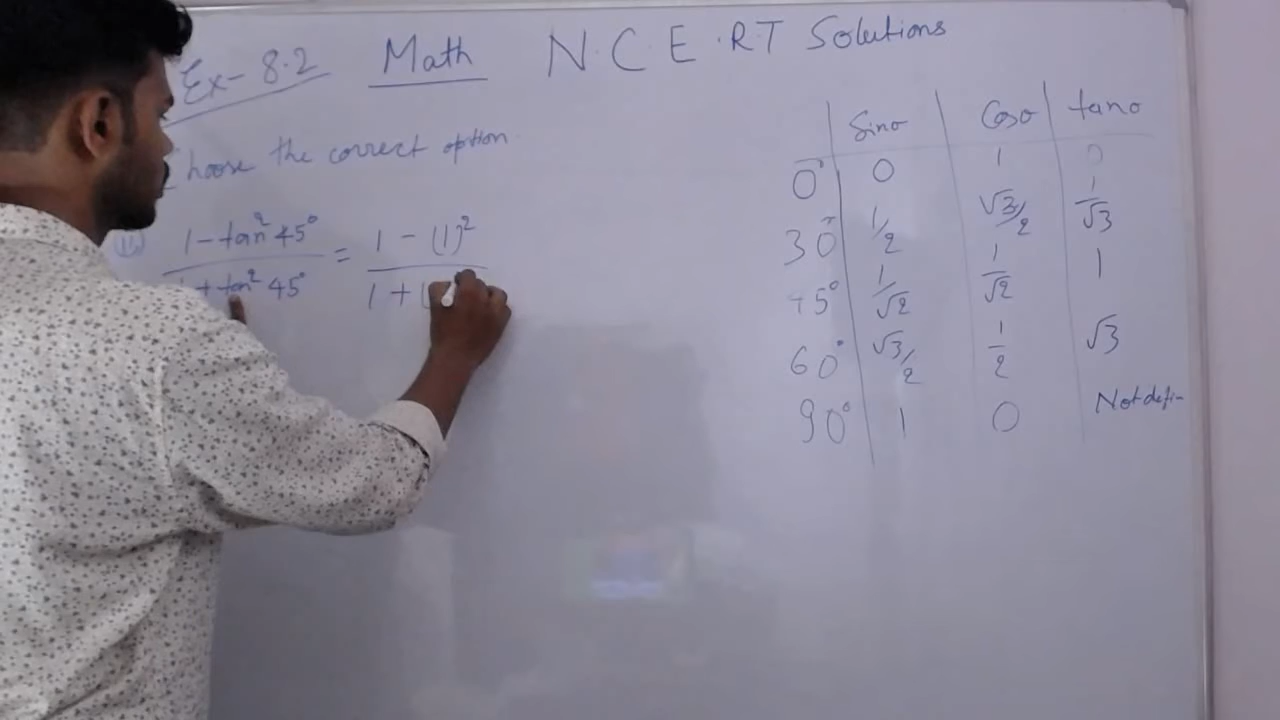 Ex- 8.2 Math N.C.E.R.T Solutions
hoose the correct option.
1-tan²45° = 1-(1)²
+ tan²45° 1+(
sinθ cosθ tanθ
0° 0 1 0
30° 1/2 √3/2 1/√3
45° 1/√2 1/√2 1
60° √3/2 1/2 √3
90° 1 0 Not defi-